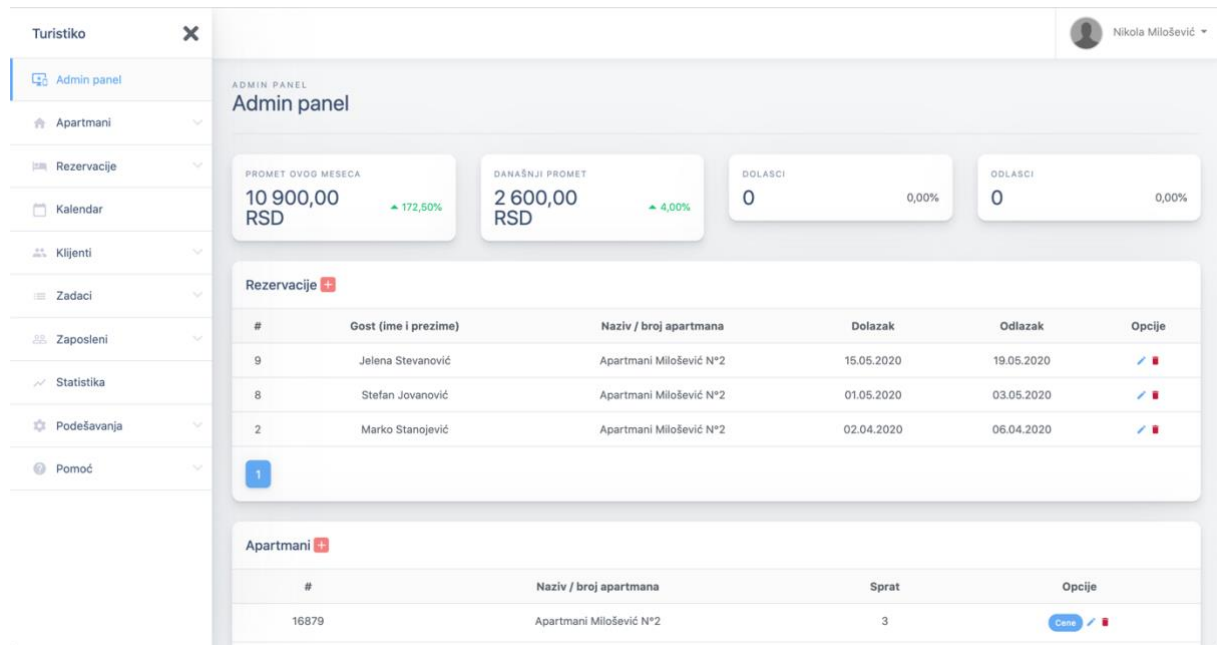 Turistiko
Nikola Milošević
Admin panel
Apartmani
Rezervacije
Kalendar
Klijenti
Zadaci
Zaposleni
Statistika
Podešavanja
Pomoć
ADMIN PANEL
Admin panel
PROMET OVOG MESECA
10 900,00
RSD
172,50%
DANAŠNJI PROMET
2 600,00
RSD
4,00%
DOLASCI
0
0,00%
ODLASCI
0
0,00%
Rezervacije
# Gost (ime i prezime) Naziv / broj apartmana Dolazak Odlazak Opcije
9 Jelena Stevanović Apartmani Milošević N°2 15.05.2020 19.05.2020
8 Stefan Jovanović Apartmani Milošević N°2 01.05.2020 03.05.2020
2 Marko Stanojević Apartmani Milošević N°2 02.04.2020 06.04.2020
1
Apartmani
# Naziv / broj apartmana Sprat Opcije
16879 Apartmani Milošević N°2 3 Cene